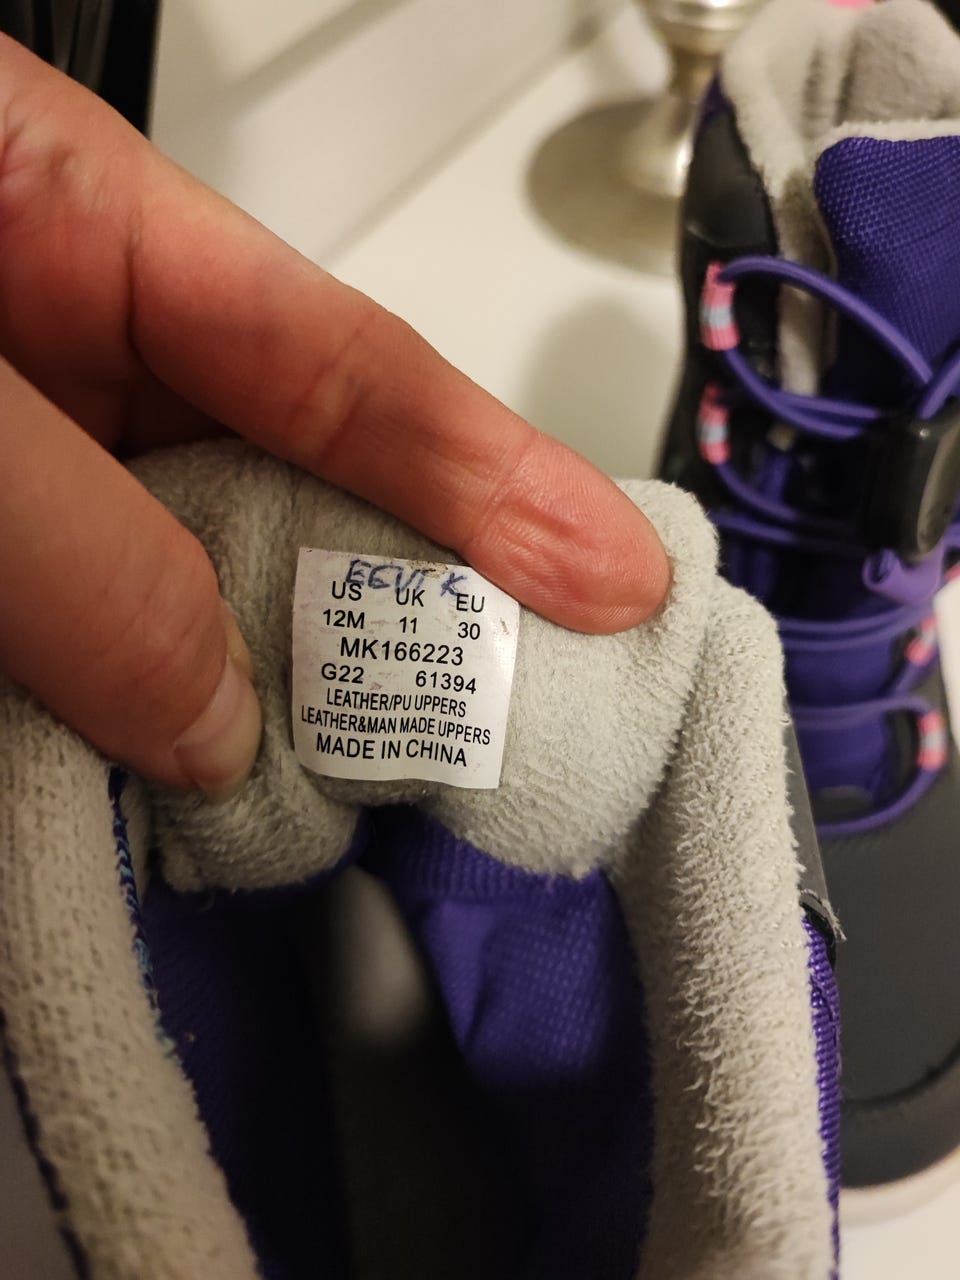 EEVI K
US UK EU
12M 11 30
MK166223
G22 61394
LEATHER/PU UPPERS
LEATHER&MAN MADE UPPERS
MADE IN CHINA